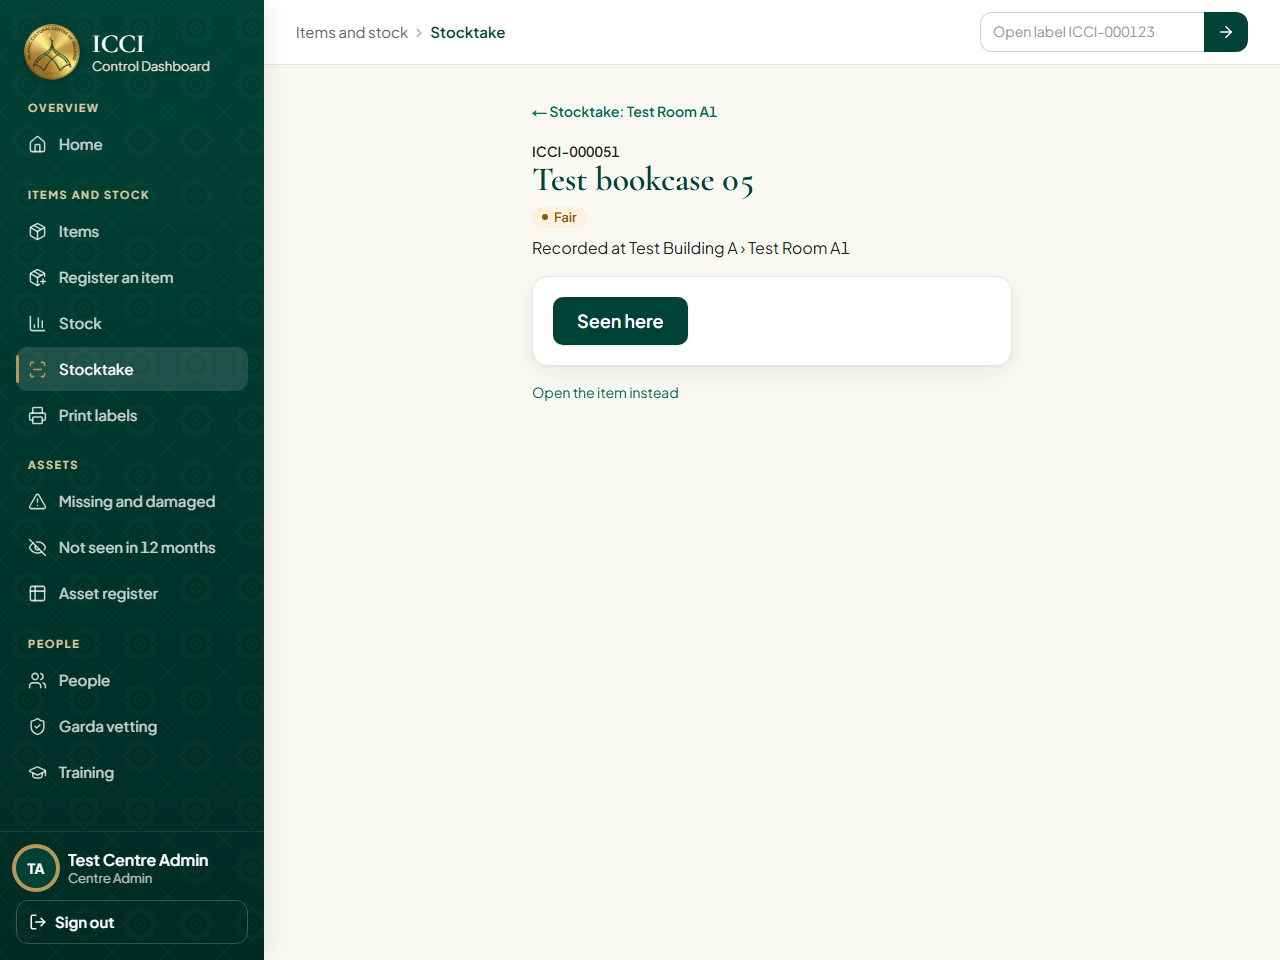 ICCI
Control Dashboard
OVERVIEW
Home
ITEMS AND STOCK
Items
Register an item
Stock
Stocktake
Print labels
ASSETS
Missing and damaged
Not seen in 12 months
Asset register
PEOPLE
People
Garda vetting
Training
TA
Test Centre Admin
Centre Admin
Sign out
Items and stock › Stocktake
Open label ICCI-000123
← Stocktake: Test Room A1
ICCI-000051
Test bookcase 05
Fair
Recorded at Test Building A › Test Room A1
Seen here
Open the item instead